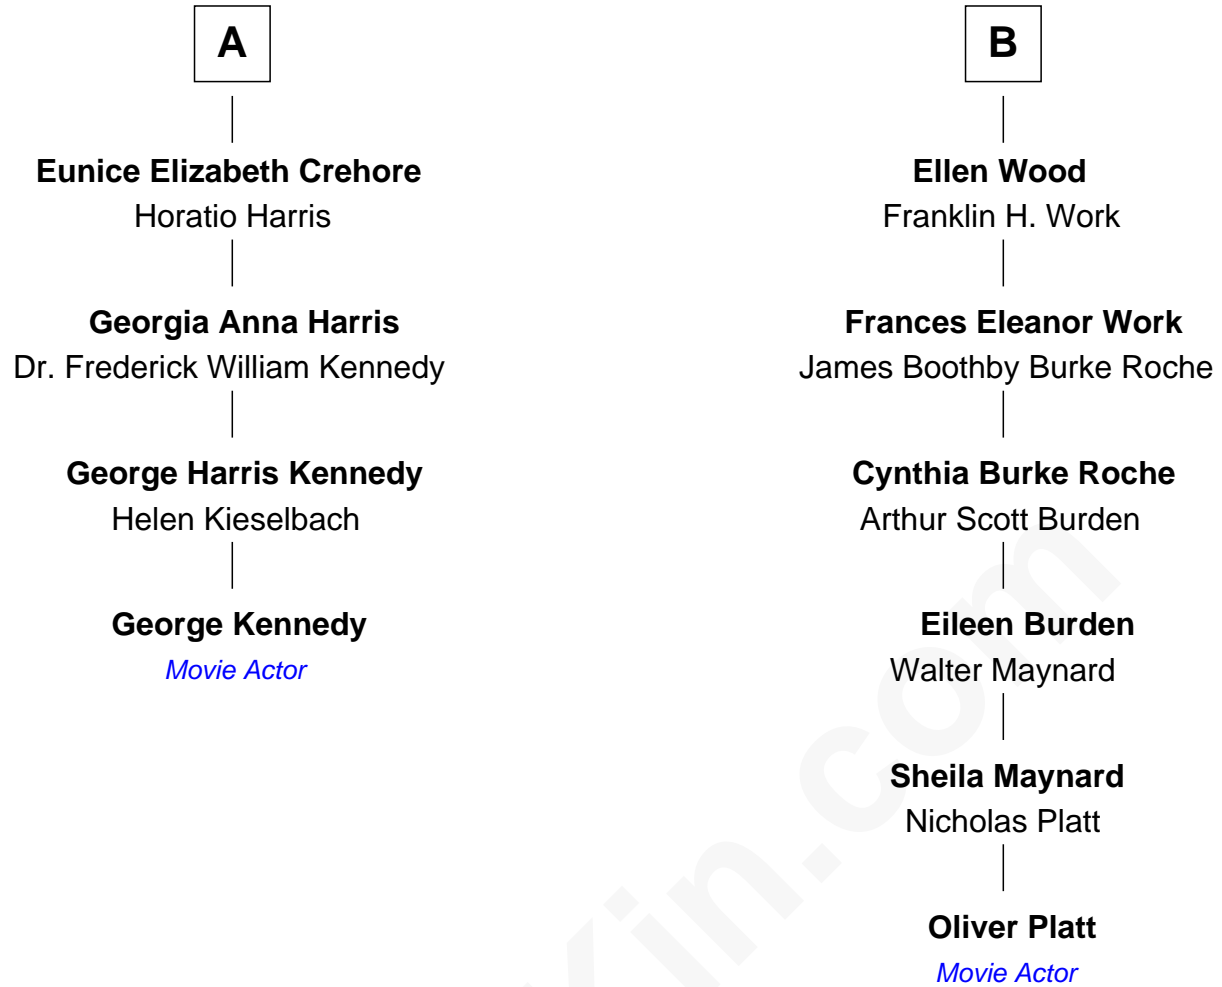 A
Eunice Elizabeth Crehore
Horatio Harris
Georgia Anna Harris
Dr. Frederick William Kennedy
George Harris Kennedy
Helen Kieselbach
George Kennedy
Movie Actor
B
Ellen Wood
Franklin H. Work
Frances Eleanor Work
James Boothby Burke Roche
Cynthia Burke Roche
Arthur Scott Burden
Eileen Burden
Walter Maynard
Sheila Maynard
Nicholas Platt
Oliver Platt
Movie Actor
Kin.com